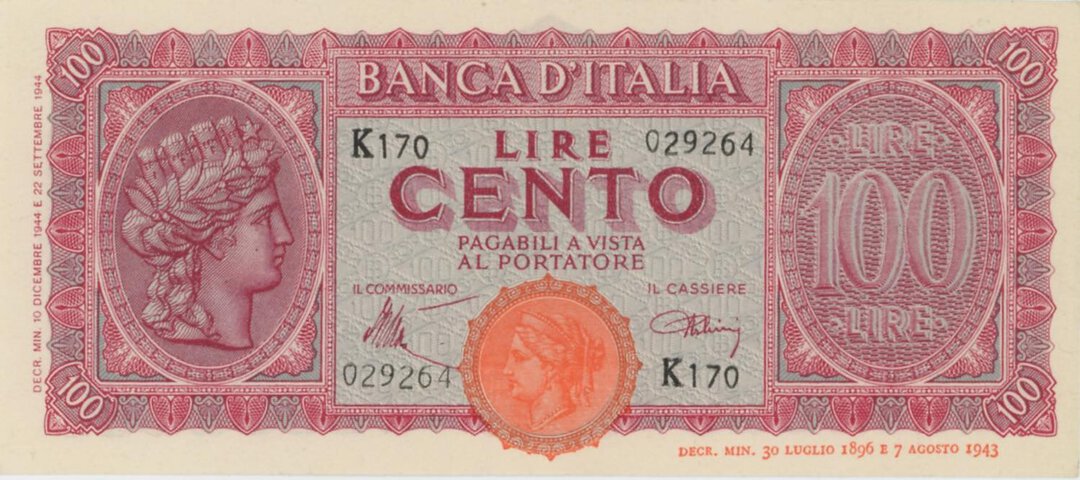 100
100
BANCA D'ITALIA
K170
LIRE
029264
CENTO
PAGABILI A VISTA
AL PORTATORE
IL COMMISSARIO
IL CASSIERE
029264
K170
LIRE
100
LIRE
100
100
DECR. MIN. 10 DICEMBRE 1944 E 22 SETTEMBRE 1944
DECR. MIN. 30 LUGLIO 1896 E 7 AGOSTO 1943